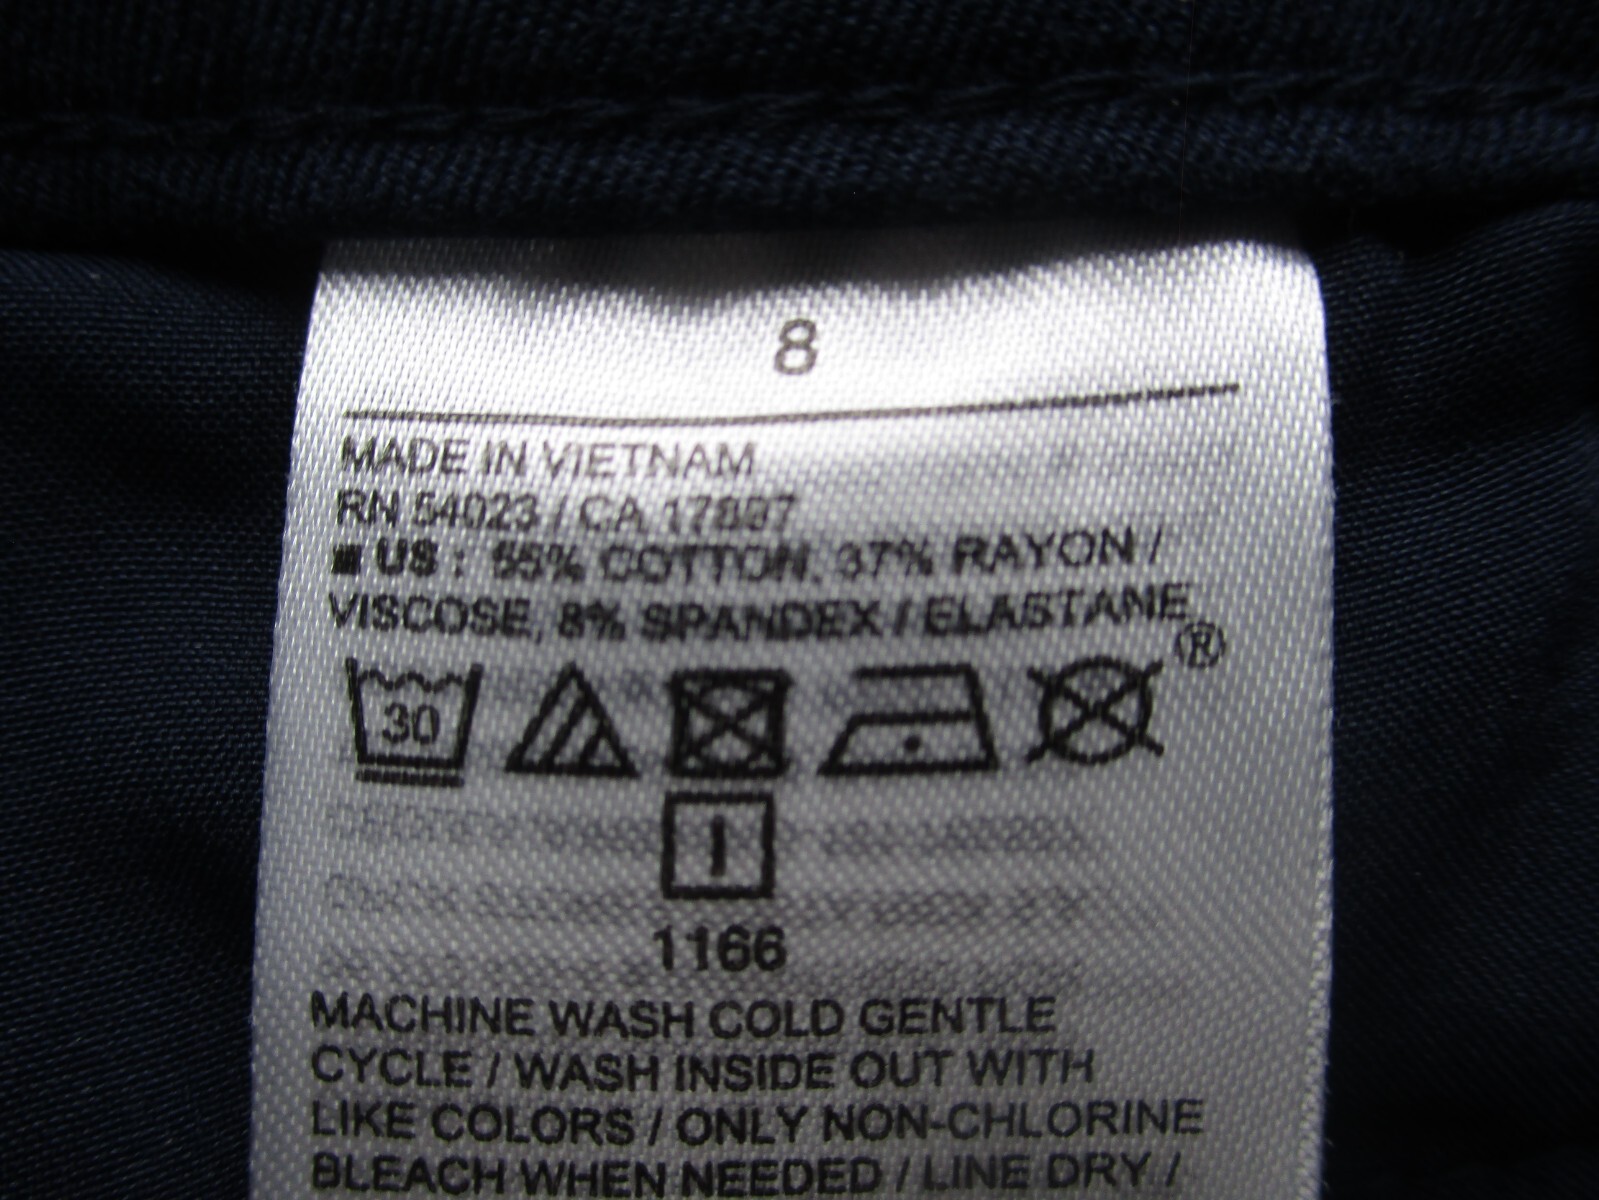 8
MADE IN VIETNAM
RN 54023 / CA 17897
US : 55% COTTON, 37% RAYON /
VISCOSE, 8% SPANDEX / ELASTANE
®
30
I
1166
MACHINE WASH COLD GENTLE
CYCLE / WASH INSIDE OUT WITH
LIKE COLORS / ONLY NON-CHLORINE
BLEACH WHEN NEEDED / LINE DRY /